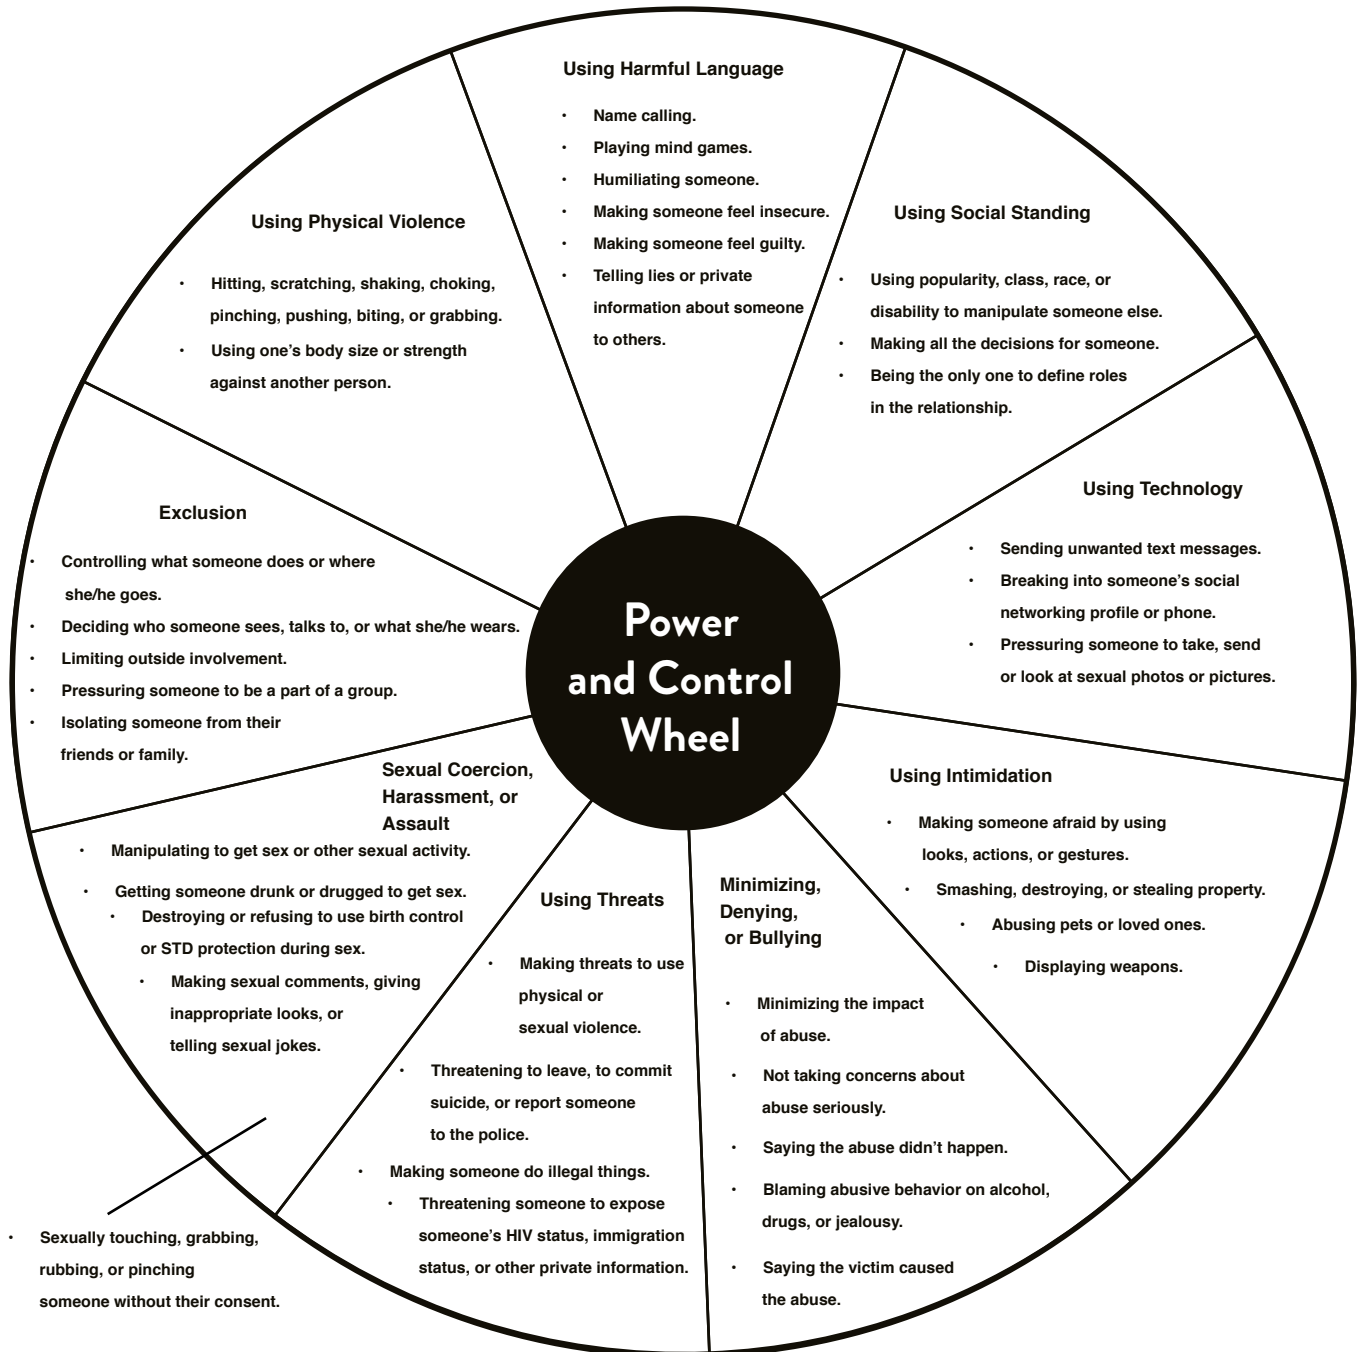 Using Harmful Language
• Name calling.
• Playing mind games.
• Humiliating someone.
• Making someone feel insecure.
• Making someone feel guilty.
• Telling lies or private
information about someone
to others.
Using Social Standing
• Using popularity, class, race, or
disability to manipulate someone else.
• Making all the decisions for someone.
• Being the only one to define roles
in the relationship.
Using Technology
• Sending unwanted text messages.
• Breaking into someone’s social
networking profile or phone.
• Pressuring someone to take, send
or look at sexual photos or pictures.
Using Intimidation
• Making someone afraid by using
looks, actions, or gestures.
• Smashing, destroying, or stealing property.
• Abusing pets or loved ones.
• Displaying weapons.
Minimizing,
Denying,
or Bullying
• Minimizing the impact
of abuse.
• Not taking concerns about
abuse seriously.
• Saying the abuse didn’t happen.
• Blaming abusive behavior on alcohol,
drugs, or jealousy.
• Saying the victim caused
the abuse.
Using Threats
• Making threats to use
physical or
sexual violence.
• Threatening to leave, to commit
suicide, or report someone
to the police.
• Making someone do illegal things.
• Threatening someone to expose
someone’s HIV status, immigration
status, or other private information.
Sexual Coercion,
Harassment, or
Assault
• Manipulating to get sex or other sexual activity.
• Getting someone drunk or drugged to get sex.
• Destroying or refusing to use birth control
or STD protection during sex.
• Making sexual comments, giving
inappropriate looks, or
telling sexual jokes.
• Sexually touching, grabbing,
rubbing, or pinching
someone without their consent.
Exclusion
• Controlling what someone does or where
she/he goes.
• Deciding who someone sees, talks to, or what she/he wears.
• Limiting outside involvement.
• Pressuring someone to be a part of a group.
• Isolating someone from their
friends or family.
Using Physical Violence
• Hitting, scratching, shaking, choking,
pinching, pushing, biting, or grabbing.
• Using one’s body size or strength
against another person.
Power
and Control
Wheel